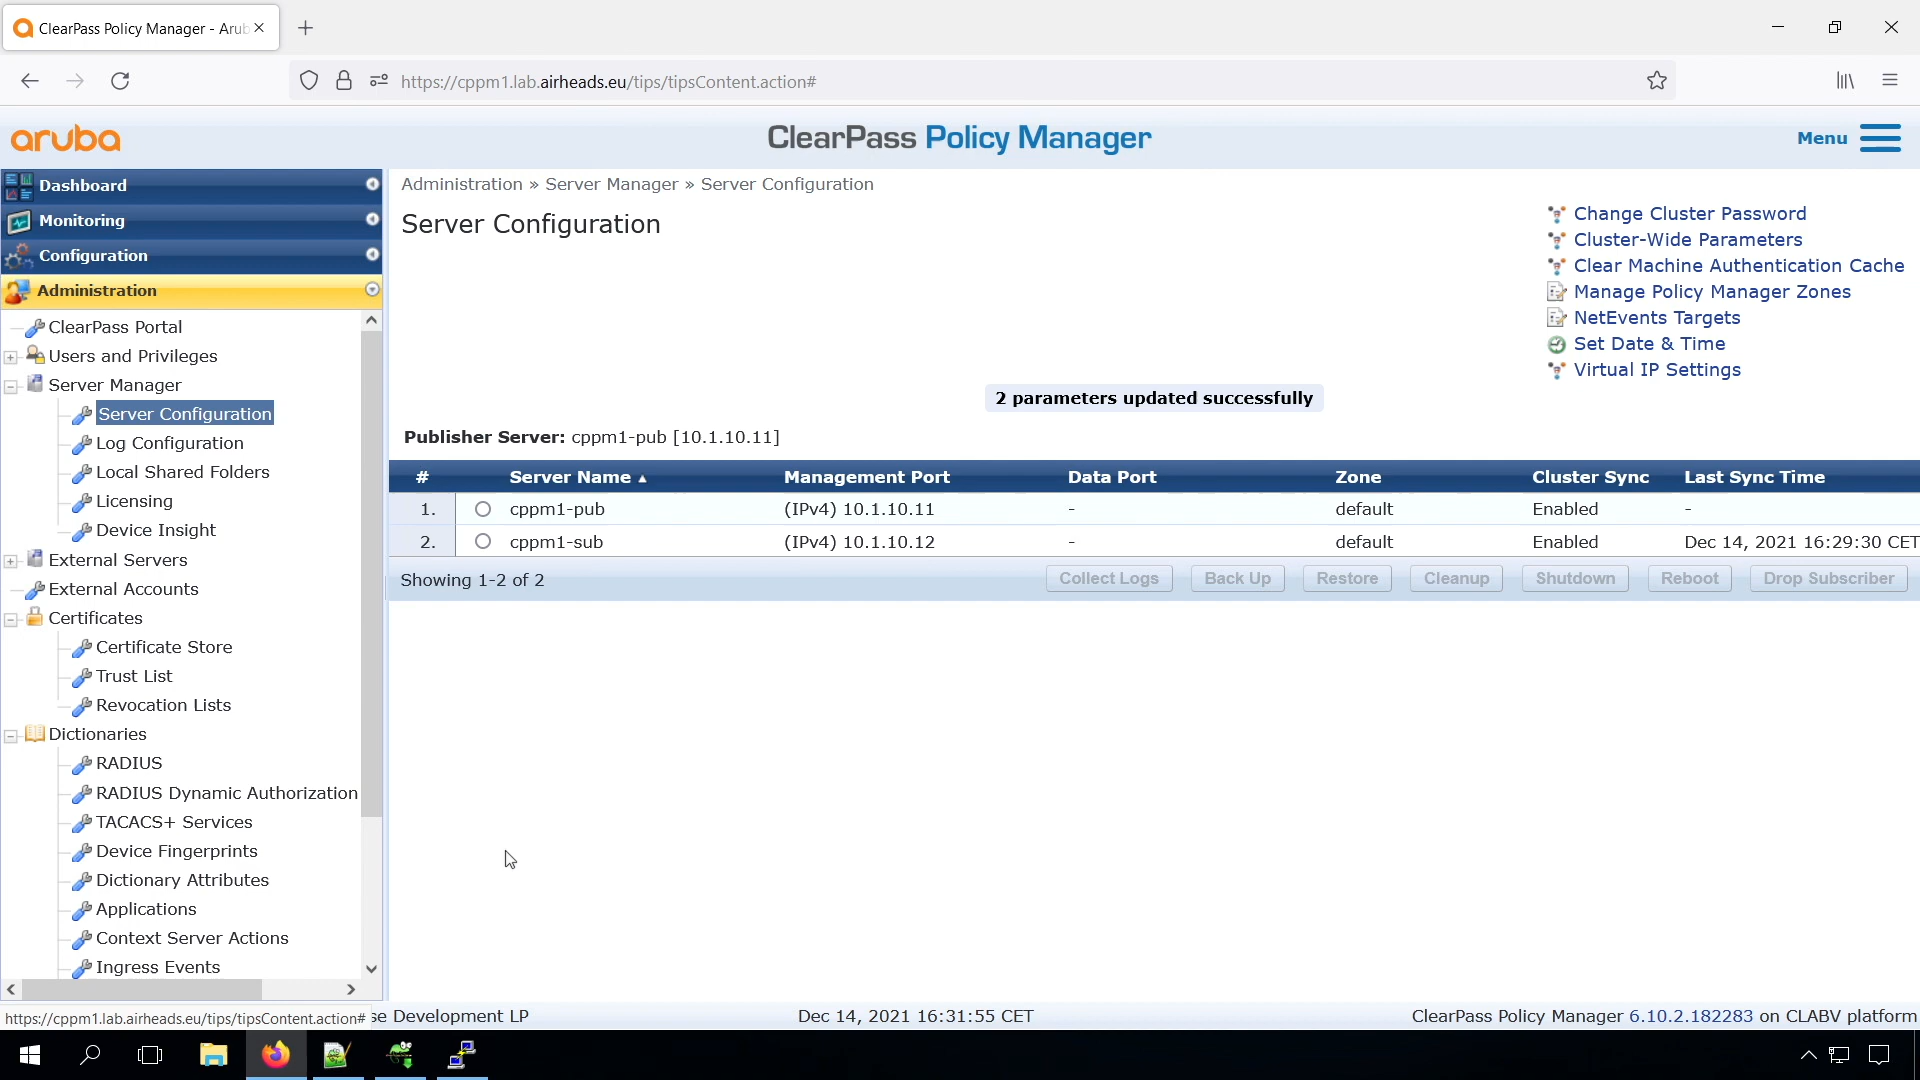 ClearPass Policy Manager - Arub
https://cppm1.lab.airheads.eu/tips/tipsContent.action#
aruba
ClearPass Policy Manager
Menu
Dashboard
Monitoring
Configuration
Administration
ClearPass Portal
Users and Privileges
Server Manager
Server Configuration
Log Configuration
Local Shared Folders
Licensing
Device Insight
External Servers
External Accounts
Certificates
Certificate Store
Trust List
Revocation Lists
Dictionaries
RADIUS
RADIUS Dynamic Authorization
TACACS+ Services
Device Fingerprints
Dictionary Attributes
Applications
Context Server Actions
Ingress Events
Administration » Server Manager » Server Configuration
Server Configuration
Change Cluster Password
Cluster-Wide Parameters
Clear Machine Authentication Cache
Manage Policy Manager Zones
NetEvents Targets
Set Date & Time
Virtual IP Settings
2 parameters updated successfully
Publisher Server: cppm1-pub [10.1.10.11]
# Server Name Management Port Data Port Zone Cluster Sync Last Sync Time
1. cppm1-pub (IPv4) 10.1.10.11 - default Enabled -
2. cppm1-sub (IPv4) 10.1.10.12 - default Enabled Dec 14, 2021 16:29:30 CET
Showing 1-2 of 2 Collect Logs Back Up Restore Cleanup Shutdown Reboot Drop Subscriber
https://cppm1.lab.airheads.eu/tips/tipsContent.action# se Development LP Dec 14, 2021 16:31:55 CET ClearPass Policy Manager 6.10.2.182283 on CLABV platform